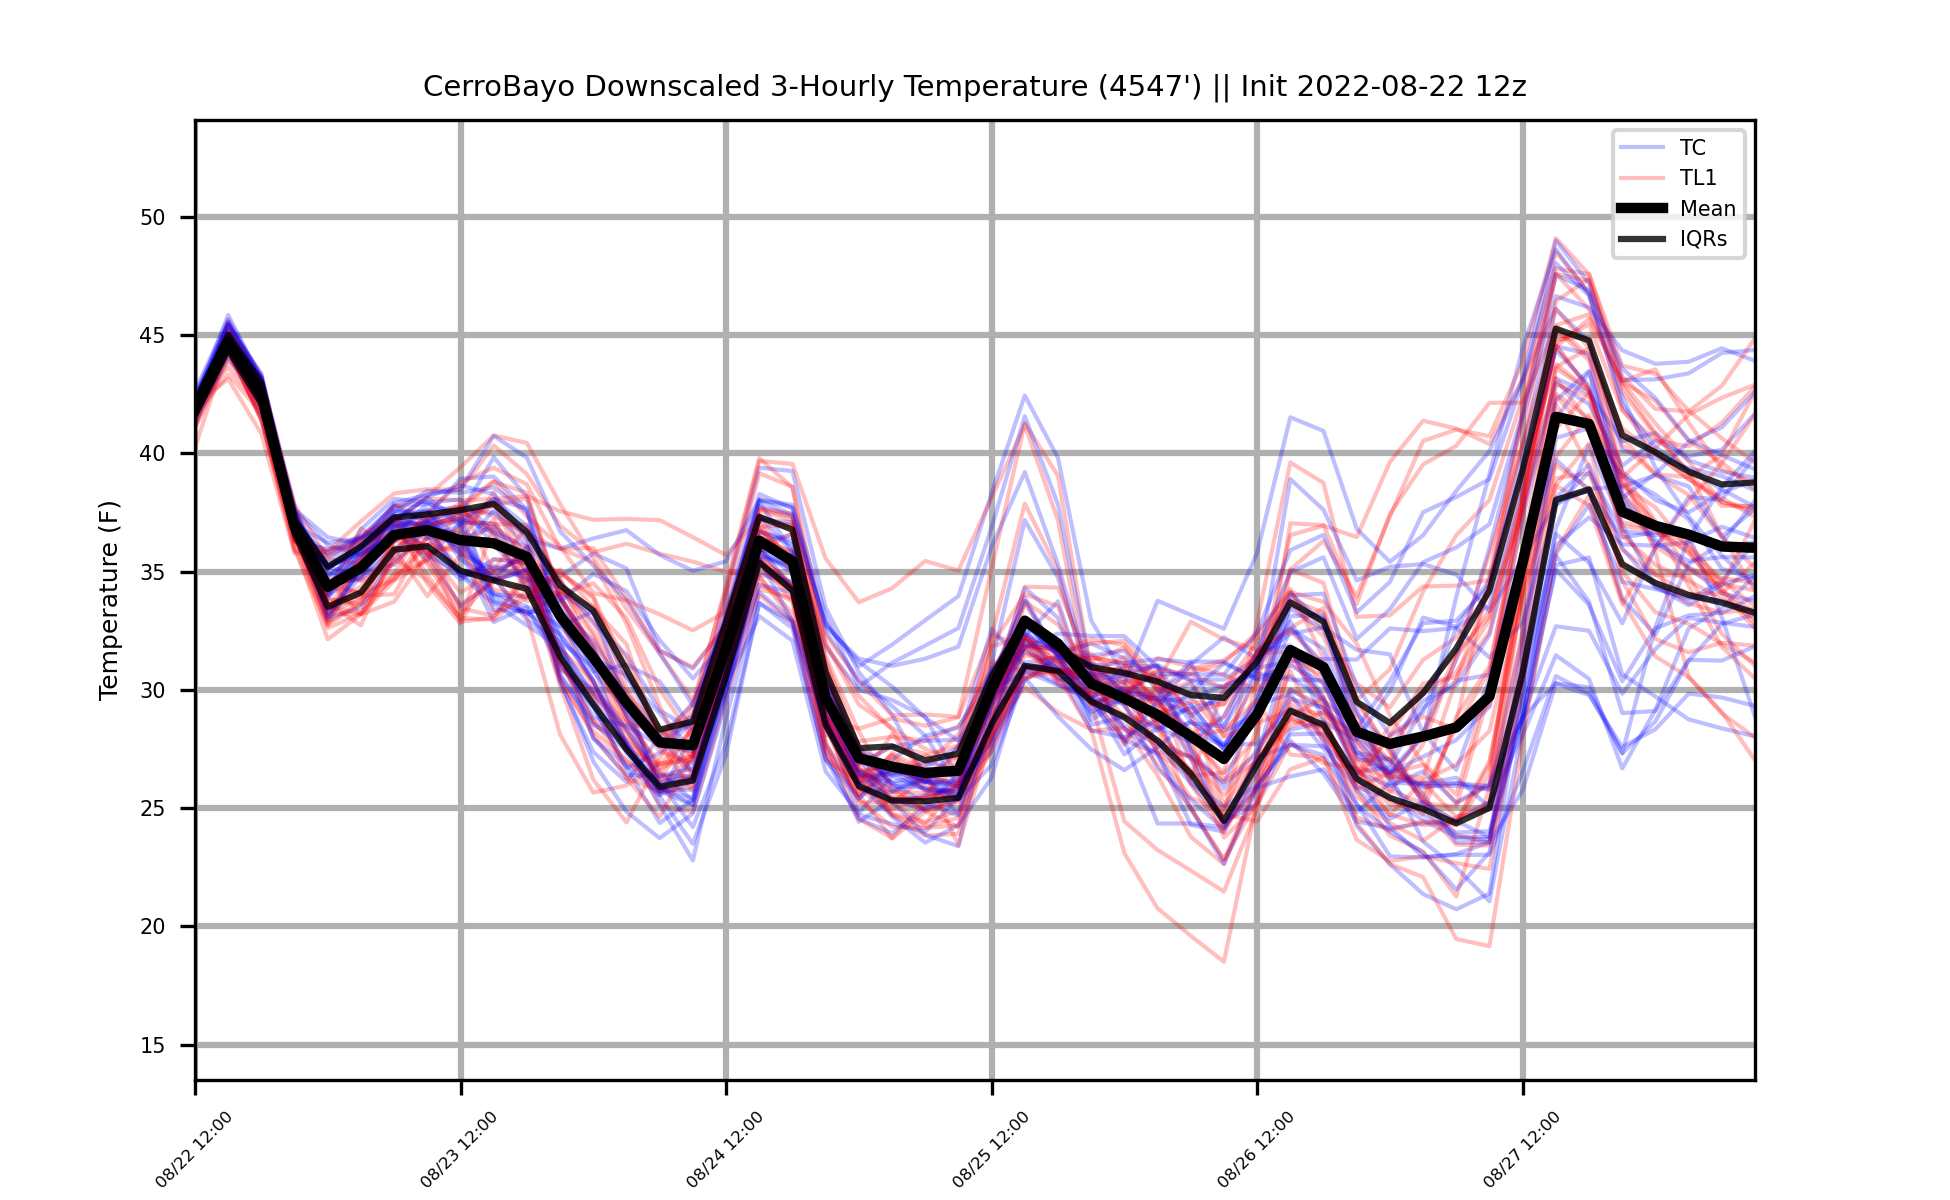 CerroBayo Downscaled 3-Hourly Temperature (4547') || Init 2022-08-22 12z
TC
TL1
Mean
IQRs
Temperature (F)
50
45
40
35
30
25
20
15
08/22 12:00
08/23 12:00
08/24 12:00
08/25 12:00
08/26 12:00
08/27 12:00